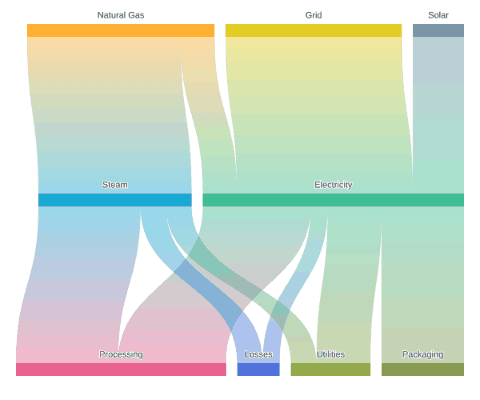 Natural Gas Grid Solar
Steam Electricity
Processing Losses Utilities Packaging